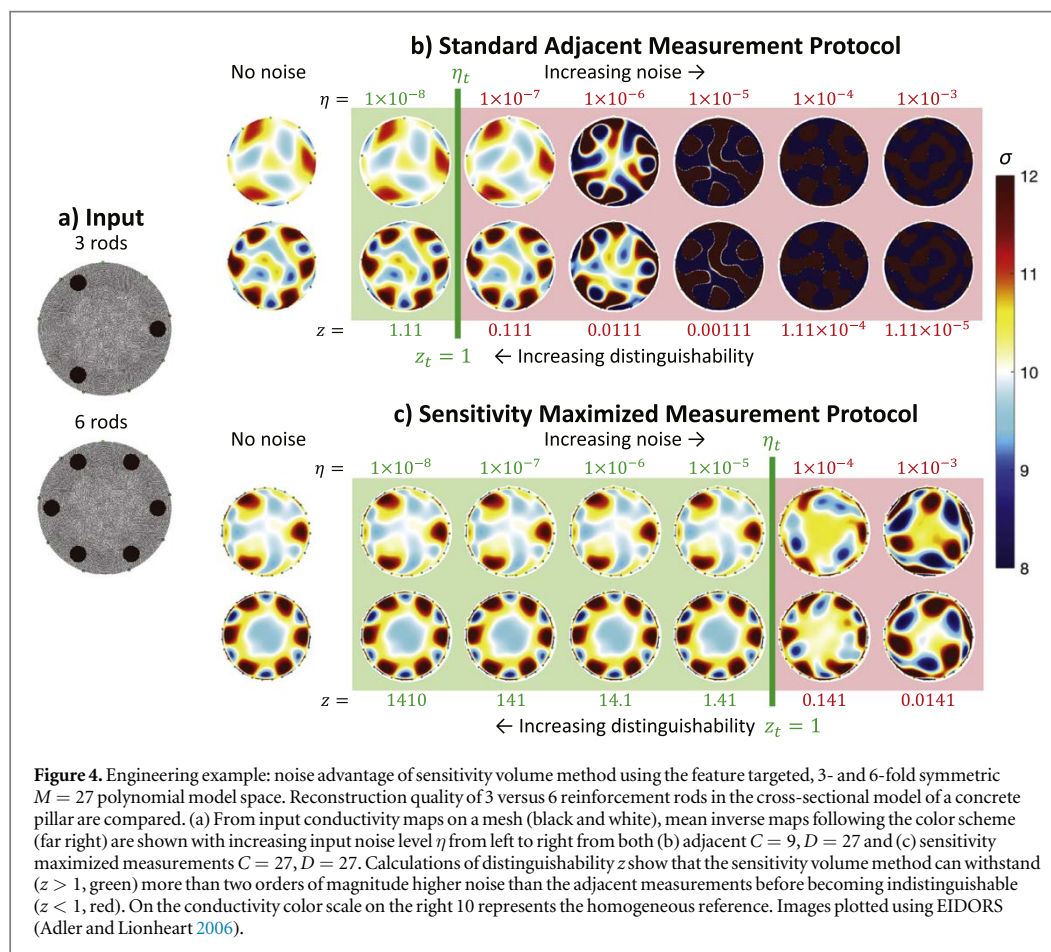 b) Standard Adjacent Measurement Protocol
No noise
η_t
Increasing noise →
η =
1×10⁻⁸
1×10⁻⁷
1×10⁻⁶
1×10⁻⁵
1×10⁻⁴
1×10⁻³
a) Input
3 rods
6 rods
z =
1.11
0.111
0.0111
0.00111
1.11×10⁻⁴
1.11×10⁻⁵
z_t = 1
← Increasing distinguishability
σ
12
11
10
9
8
c) Sensitivity Maximized Measurement Protocol
No noise
Increasing noise →
η_t
η =
1×10⁻⁸
1×10⁻⁷
1×10⁻⁶
1×10⁻⁵
1×10⁻⁴
1×10⁻³
z =
1410
141
14.1
1.41
0.141
0.0141
← Increasing distinguishability
z_t = 1
Figure 4. Engineering example: noise advantage of sensitivity volume method using the feature targeted, 3- and 6-fold symmetric
M = 27 polynomial model space. Reconstruction quality of 3 versus 6 reinforcement rods in the cross-sectional model of a concrete
pillar are compared. (a) From input conductivity maps on a mesh (black and white), mean inverse maps following the color scheme
(far right) are shown with increasing input noise level η from left to right from both (b) adjacent C = 9, D = 27 and (c) sensitivity
maximized measurements C = 27, D = 27. Calculations of distinguishability z show that the sensitivity volume method can withstand
(z > 1, green) more than two orders of magnitude higher noise than the adjacent measurements before becoming indistinguishable
(z < 1, red). On the conductivity color scale on the right 10 represents the homogeneous reference. Images plotted using EIDORS
(Adler and Lionheart 2006).